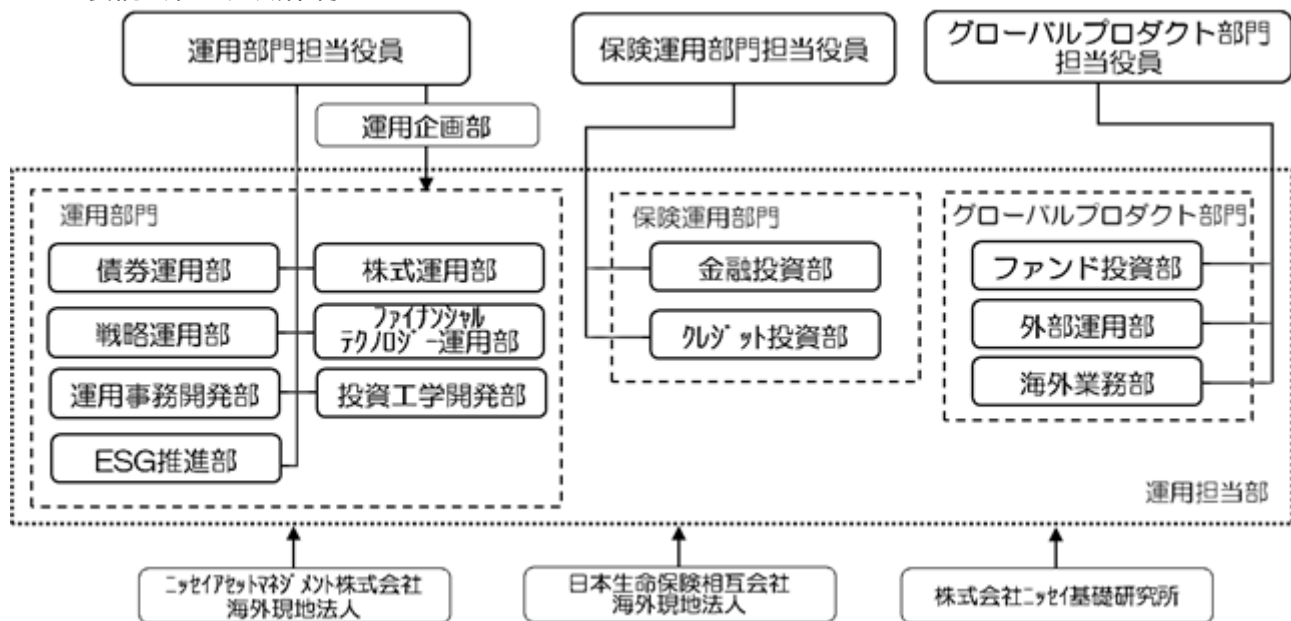 運用部門担当役員
保険運用部門担当役員
グローバルプロダクト部門
担当役員
運用企画部
運用部門
債券運用部
株式運用部
戦略運用部
ファイナンシャル
テクノロジー運用部
運用事務開発部
投資工学開発部
ESG推進部
保険運用部門
金融投資部
クレジット投資部
グローバルプロダクト部門
ファンド投資部
外部運用部
海外業務部
運用担当部
ニッセイアセットマネジメント株式会社
海外現地法人
日本生命保険相互会社
海外現地法人
株式会社ニッセイ基礎研究所